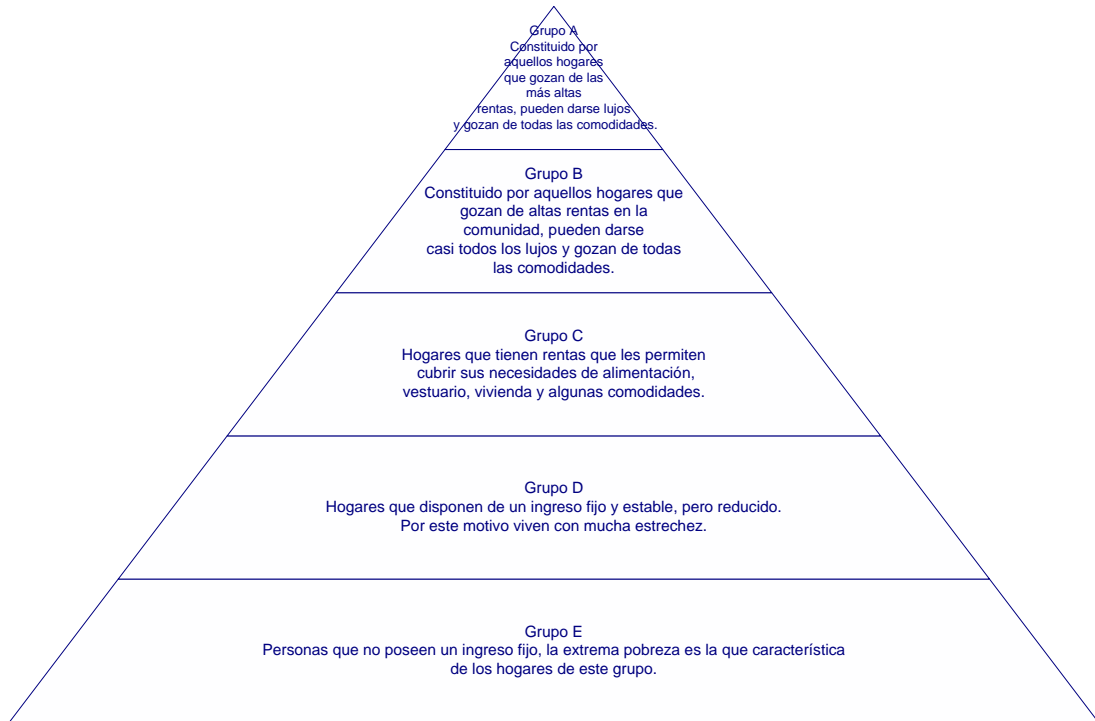 Grupo A
Constituido por
aquellos hogares
que gozan de las
más altas
rentas, pueden darse lujos
y gozan de todas las comodidades.
Grupo B
Constituido por aquellos hogares que
gozan de altas rentas en la
comunidad, pueden darse
casi todos los lujos y gozan de todas
las comodidades.
Grupo C
Hogares que tienen rentas que les permiten
cubrir sus necesidades de alimentación,
vestuario, vivienda y algunas comodidades.
Grupo D
Hogares que disponen de un ingreso fijo y estable, pero reducido.
Por este motivo viven con mucha estrechez.
Grupo E
Personas que no poseen un ingreso fijo, la extrema pobreza es la que característica
de los hogares de este grupo.